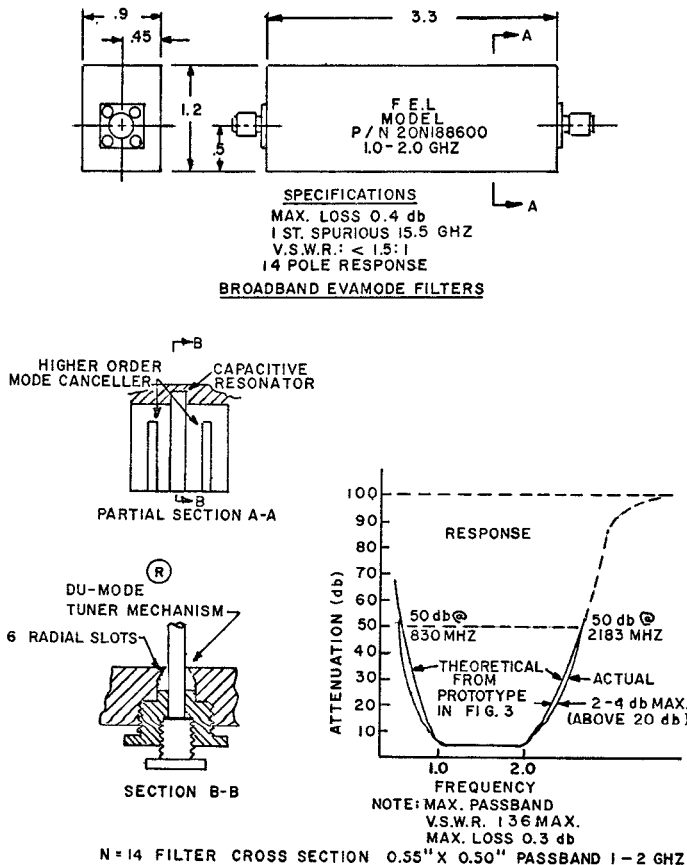 .9
.45
3.3
A
1.2
.5
F E.L
MODEL
P/N 20N188600
1.0-2.0 GHZ
A
SPECIFICATIONS
MAX. LOSS 0.4 db
1 ST. SPURIOUS 15.5 GHZ
V.S.W.R.: < 1.5:1
14 POLE RESPONSE
BROADBAND EVAMODE FILTERS
B
HIGHER ORDER
MODE CANCELLER
CAPACITIVE
RESONATOR
B
PARTIAL SECTION A-A
R
DU-MODE
TUNER MECHANISM
6 RADIAL SLOTS
SECTION B-B
100
90
80
70
60
50
40
30
20
10
ATTENUATION (db)
RESPONSE
50 db @
830 MHZ
50 db @
2183 MHZ
THEORETICAL
FROM
PROTOTYPE
IN FIG. 3
ACTUAL
2-4 db MAX.
(ABOVE 20 db)
1.0
2.0
FREQUENCY
NOTE: MAX. PASSBAND
V.S.W.R. 1 36 MAX.
MAX. LOSS 0.3 db
N = 14 FILTER CROSS SECTION 0.55" X 0.50" PASSBAND 1-2 GHZ